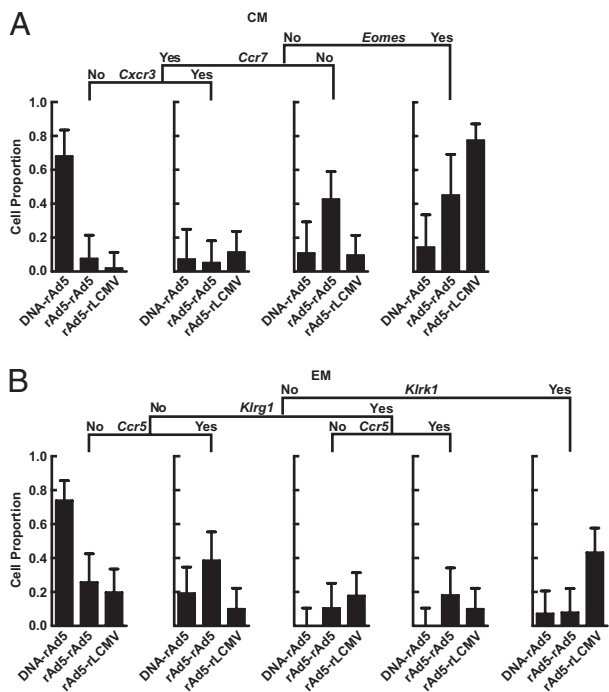 A
CM
No Eomes Yes
Yes Ccr7 No
No Cxcr3 Yes
Cell Proportion
1.0
0.8
0.6
0.4
0.2
0.0
DNA-rAd5 rAd5-rAd5 rAd5-rLCMV DNA-rAd5 rAd5-rAd5 rAd5-rLCMV DNA-rAd5 rAd5-rAd5 rAd5-rLCMV DNA-rAd5 rAd5-rAd5 rAd5-rLCMV
B
EM
No Klrk1 Yes
No Klrg1 Yes
No Ccr5 Yes No Ccr5 Yes
Cell Proportion
1.0
0.8
0.6
0.4
0.2
0.0
DNA-rAd5 rAd5-rAd5 rAd5-rLCMV DNA-rAd5 rAd5-rAd5 rAd5-rLCMV DNA-rAd5 rAd5-rAd5 rAd5-rLCMV DNA-rAd5 rAd5-rAd5 rAd5-rLCMV DNA-rAd5 rAd5-rAd5 rAd5-rLCMV